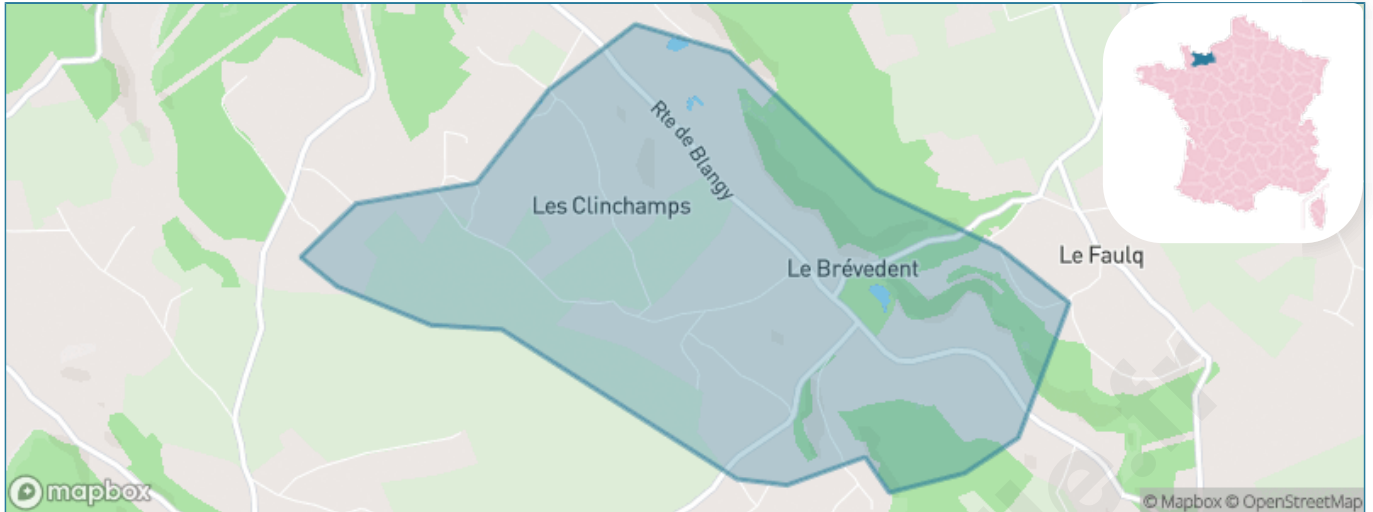 Rte de Blangy
Les Clinchamps
Le Brévedent
Le Faulq
mapbox
© Mapbox © OpenStreetMap